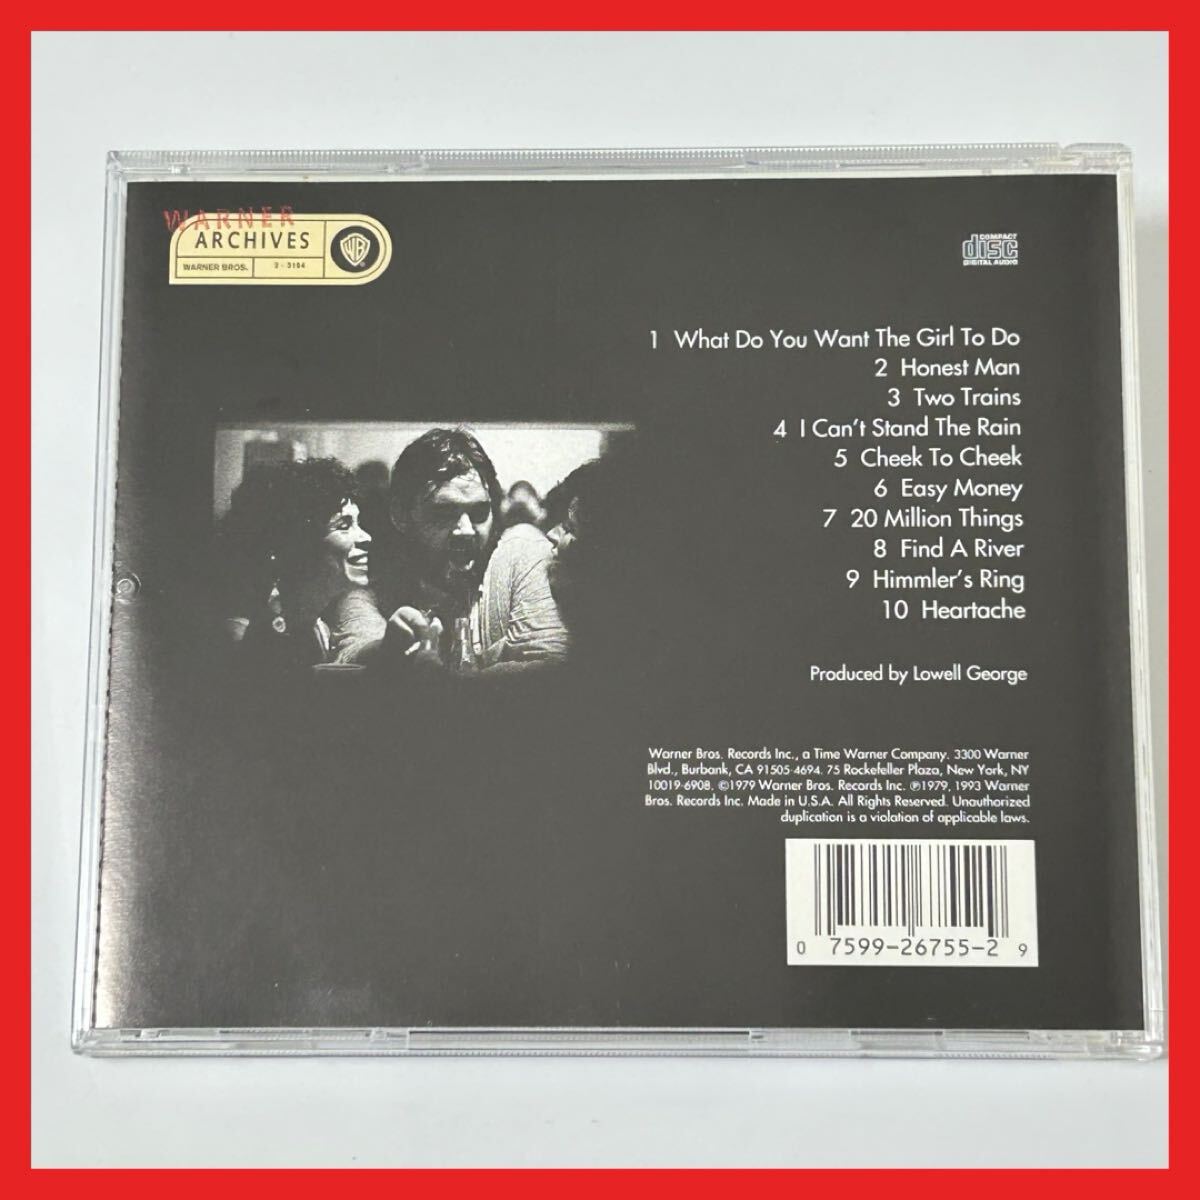 WARNER
ARCHIVES
WARNER BROS. 2-3194
WB
COMPACT
disc
DIGITAL AUDIO
1 What Do You Want The Girl To Do
2 Honest Man
3 Two Trains
4 I Can't Stand The Rain
5 Cheek To Cheek
6 Easy Money
7 20 Million Things
8 Find A River
9 Himmler's Ring
10 Heartache
Produced by Lowell George
Warner Bros. Records Inc., a Time Warner Company. 3300 Warner
Blvd., Burbank, CA 91505-4694. 75 Rockefeller Plaza, New York, NY
10019-6908. ©1979 Warner Bros. Records Inc. ℗1979, 1993 Warner
Bros. Records Inc. Made in U.S.A. All Rights Reserved. Unauthorized
duplication is a violation of applicable laws.
0 7599-26755-2 9